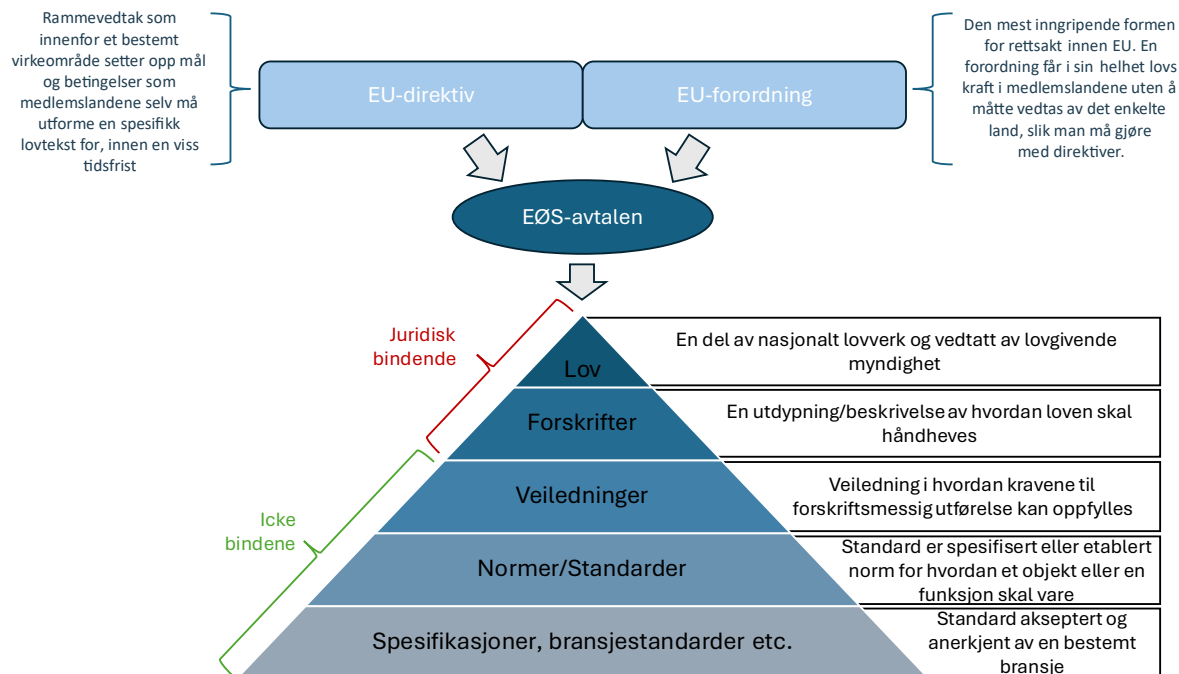 Rammevedtak som
innenfor et bestemt
virkeområde setter opp mål
og betingelser som
medlemslandene selv må
utforme en spesifikk
lovtekst for, innen en viss
tidsfrist
EU-direktiv
EU-forordning
Den mest inngripende formen
for rettsakt innen EU. En
forordning får i sin helhet lovs
kraft i medlemslandene uten å
måtte vedtas av det enkelte
land, slik man må gjøre
med direktiver.
EØS-avtalen
Juridisk
bindende
Lov
En del av nasjonalt lovverk og vedtatt av lovgivende
myndighet
Forskrifter
En utdypning/beskrivelse av hvordan loven skal
håndheves
Icke
bindene
Veiledninger
Veiledning i hvordan kravene til
forskriftsmessig utførelse kan oppfylles
Normer/Standarder
Standard er spesifisert eller etablert
norm for hvordan et objekt eller en
funksjon skal vare
Spesifikasjoner, bransjestandarder etc.
Standard akseptert og
anerkjent av en bestemt
bransje